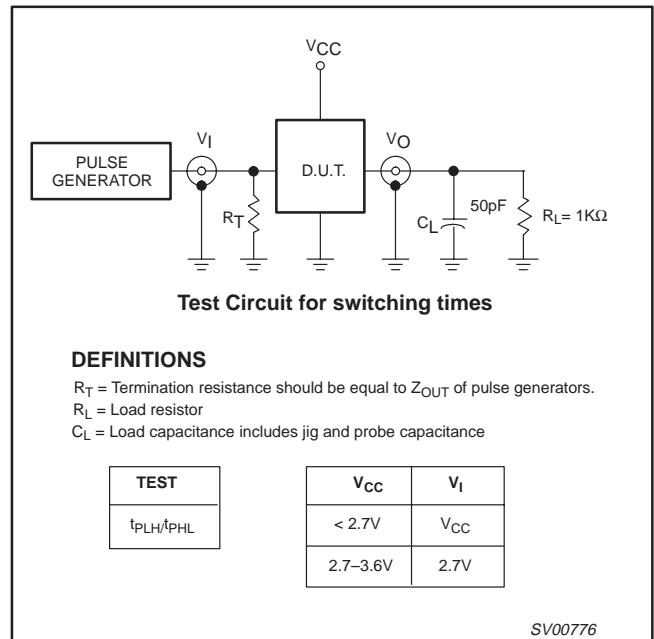 VCC
VI
VO
PULSE
GENERATOR
D.U.T.
RT
50pF
CL
RL= 1KΩ
Test Circuit for switching times
DEFINITIONS
RT = Termination resistance should be equal to ZOUT of pulse generators.
RL = Load resistor
CL = Load capacitance includes jig and probe capacitance
TEST
tPLH/tPHL
VCC VI
< 2.7V VCC
2.7–3.6V 2.7V
SV00776